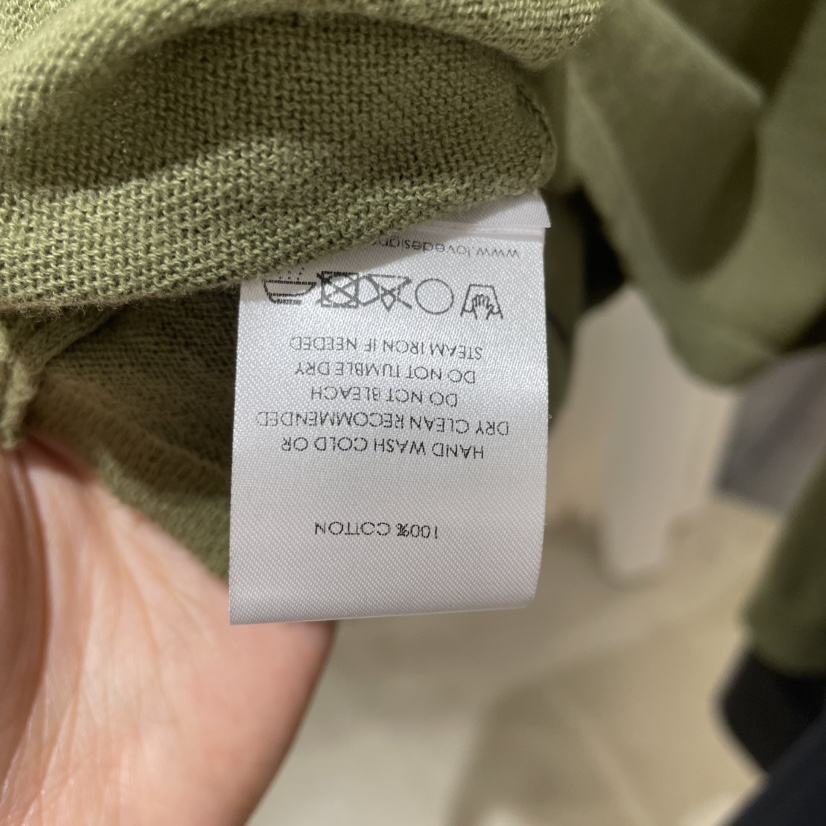 100% COTTON
HAND WASH COLD OR
DRY CLEAN RECOMMENDED
DO NOT BLEACH
DO NOT TUMBLE DRY
STEAM IRON IF NEEDED